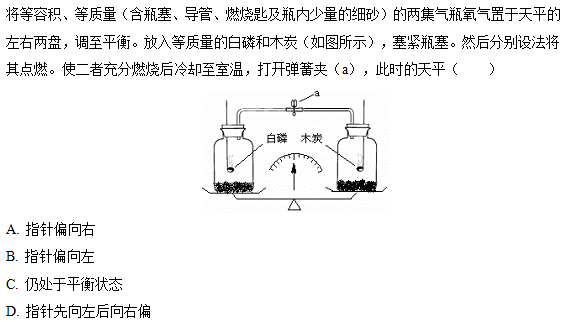 将等容积、等质量（含瓶塞、导管、燃烧匙及瓶内少量的细砂）的两集气瓶氧气置于天平的
左右两盘，调至平衡。放入等质量的白磷和木炭（如图所示），塞紧瓶塞。然后分别设法将
其点燃。使二者充分燃烧后冷却至室温，打开弹簧夹（a），此时的天平（　　）
a
白磷 木炭
A. 指针偏向右
B. 指针偏向左
C. 仍处于平衡状态
D. 指针先向左后向右偏